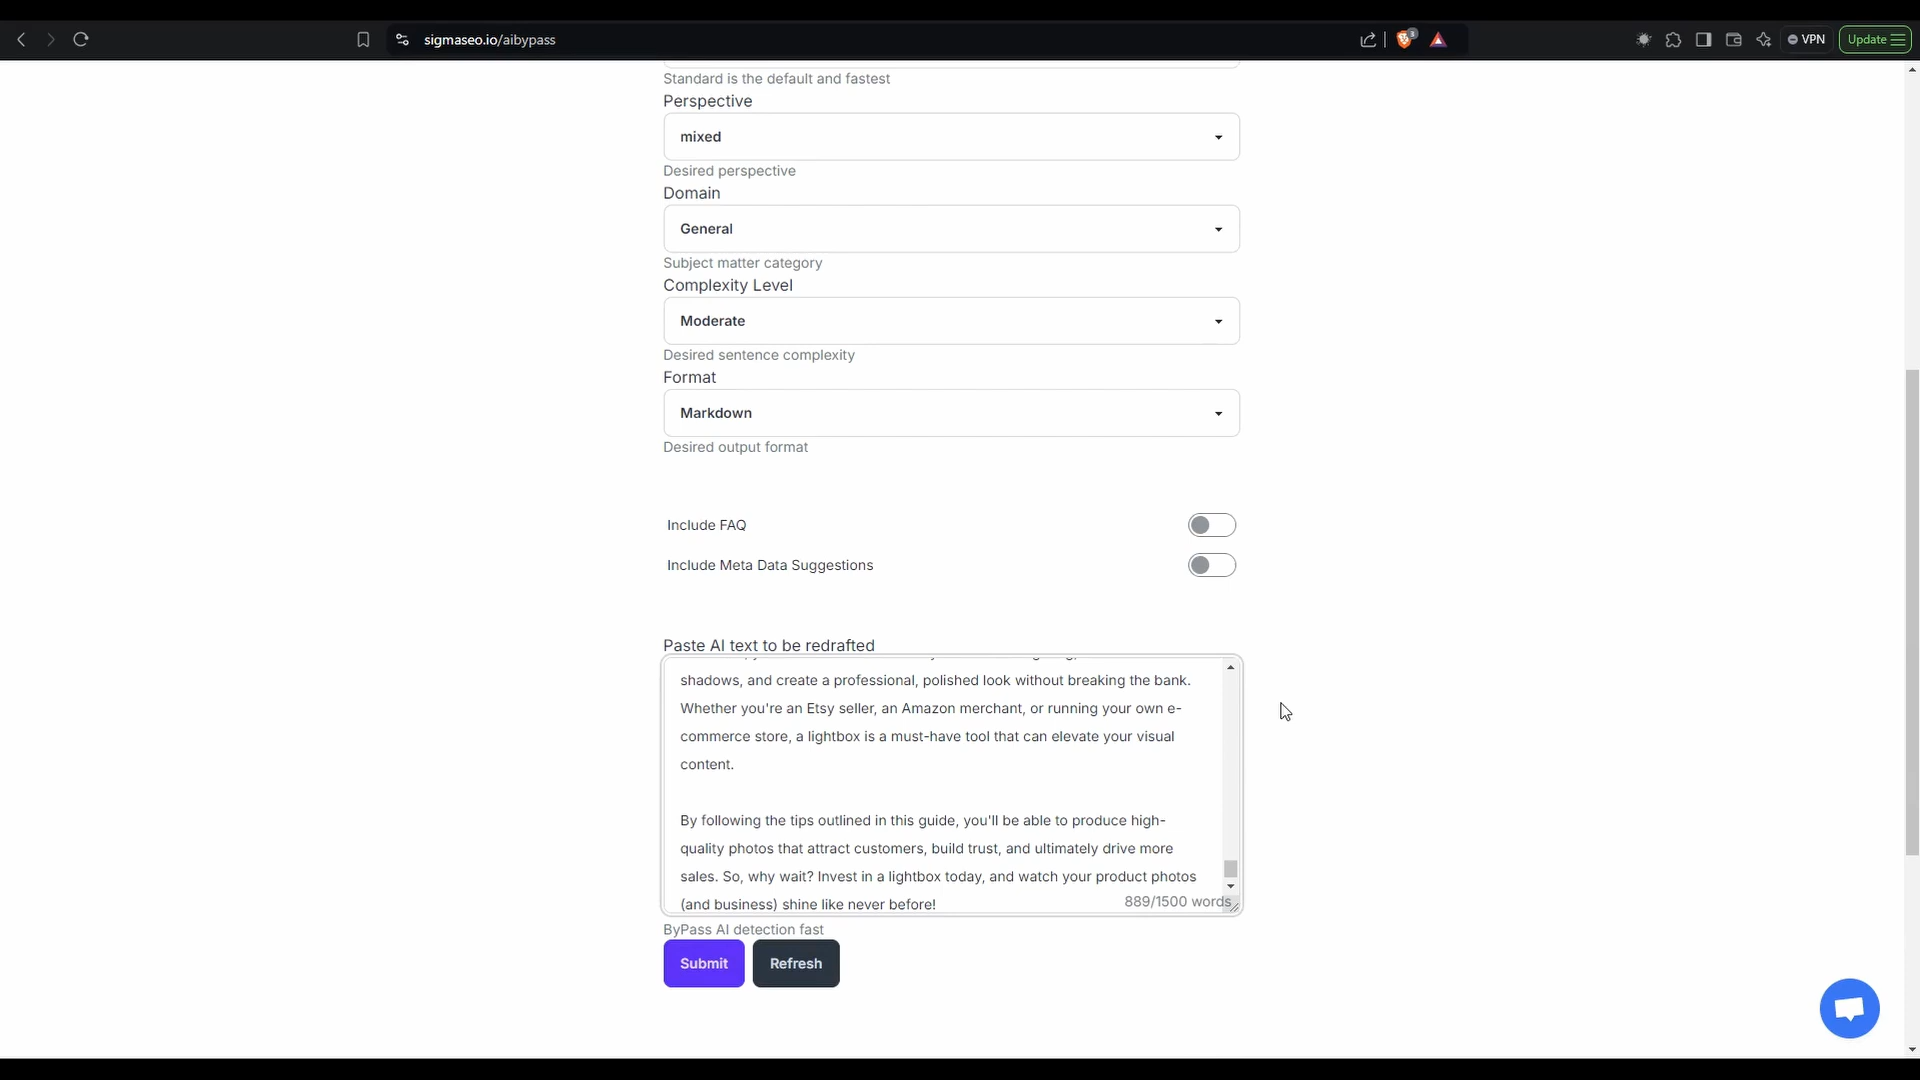 sigmaseo.io/aibypass
VPN
Update
Standard is the default and fastest
Perspective
mixed
Desired perspective
Domain
General
Subject matter category
Complexity Level
Moderate
Desired sentence complexity
Format
Markdown
Desired output format
Include FAQ
Include Meta Data Suggestions
Paste AI text to be redrafted
shadows, and create a professional, polished look without breaking the bank.
Whether you're an Etsy seller, an Amazon merchant, or running your own e-
commerce store, a lightbox is a must-have tool that can elevate your visual
content.
By following the tips outlined in this guide, you'll be able to produce high-
quality photos that attract customers, build trust, and ultimately drive more
sales. So, why wait? Invest in a lightbox today, and watch your product photos
(and business) shine like never before!
889/1500 words
ByPass AI detection fast
Submit
Refresh